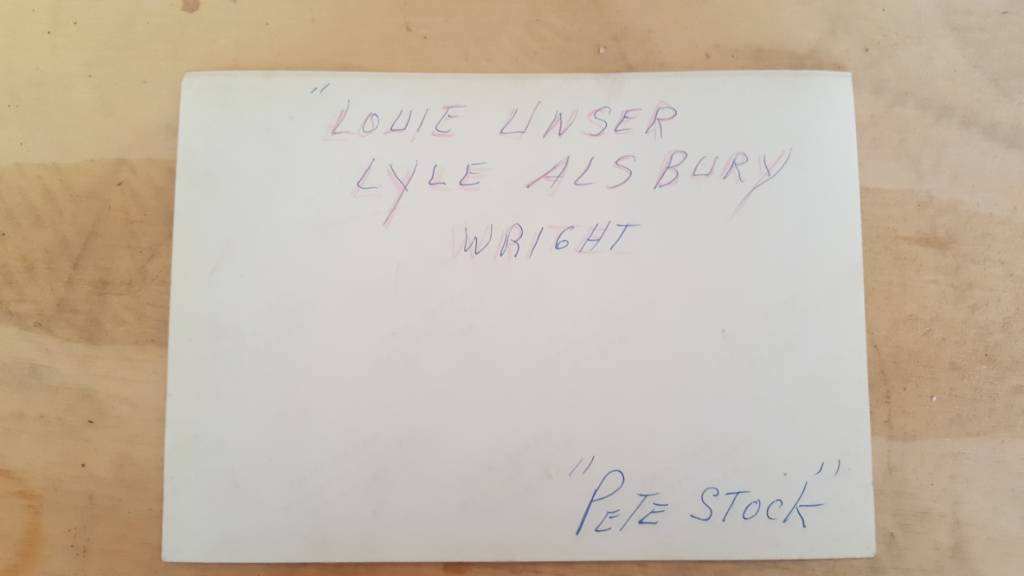 " LOUIE UNSER
LYLE ALSBURY
WRIGHT
"PETE STOCK"